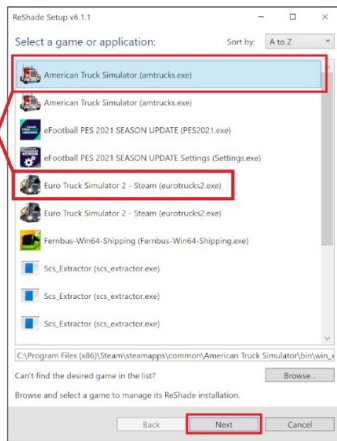 ReShade Setup v6.1.1
Select a game or application:
Sort by:
A to Z
American Truck Simulator (amtrucks.exe)
American Truck Simulator (amtrucks.exe)
eFootball PES 2021 SEASON UPDATE (PES2021.exe)
eFootball PES 2021 SEASON UPDATE Settings (Settings.exe)
Euro Truck Simulator 2 - Steam (eurotrucks2.exe)
Euro Truck Simulator 2 - Steam (eurotrucks2.exe)
Fernbus-Win64-Shipping (Fernbus-Win64-Shipping.exe)
Scs_Extractor (scs_extractor.exe)
Scs_Extractor (scs_extractor.exe)
Scs_Extractor (scs_extractor.exe)
C:\Program Files (x86)\Steam\steamapps\common\American Truck Simulator\bin\win_x
Can't find the desired game in the list?
Browse...
Browse and select a game to manage its ReShade installation.
Back
Next
Cancel